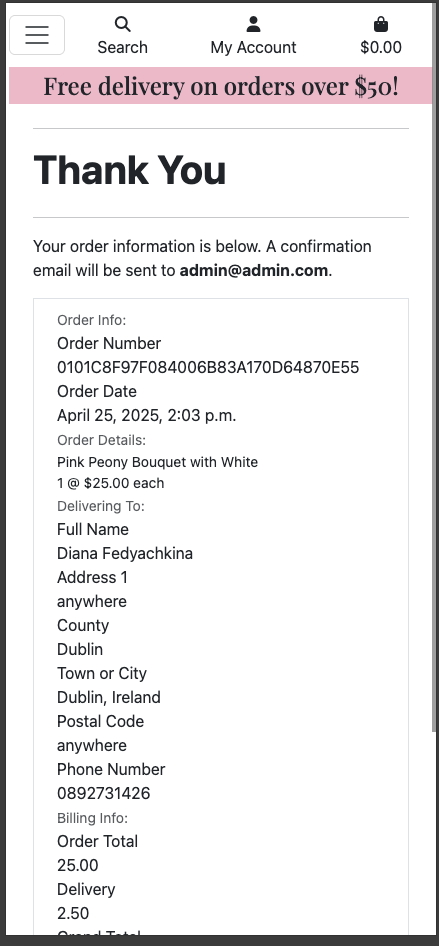 Search
My Account
$0.00
Free delivery on orders over $50!
Thank You
Your order information is below. A confirmation
email will be sent to admin@admin.com.
Order Info:
Order Number
0101C8F97F084006B83A170D64870E55
Order Date
April 25, 2025, 2:03 p.m.
Order Details:
Pink Peony Bouquet with White
1 @ $25.00 each
Delivering To:
Full Name
Diana Fedyachkina
Address 1
anywhere
County
Dublin
Town or City
Dublin, Ireland
Postal Code
anywhere
Phone Number
0892731426
Billing Info:
Order Total
25.00
Delivery
2.50
Grand Total